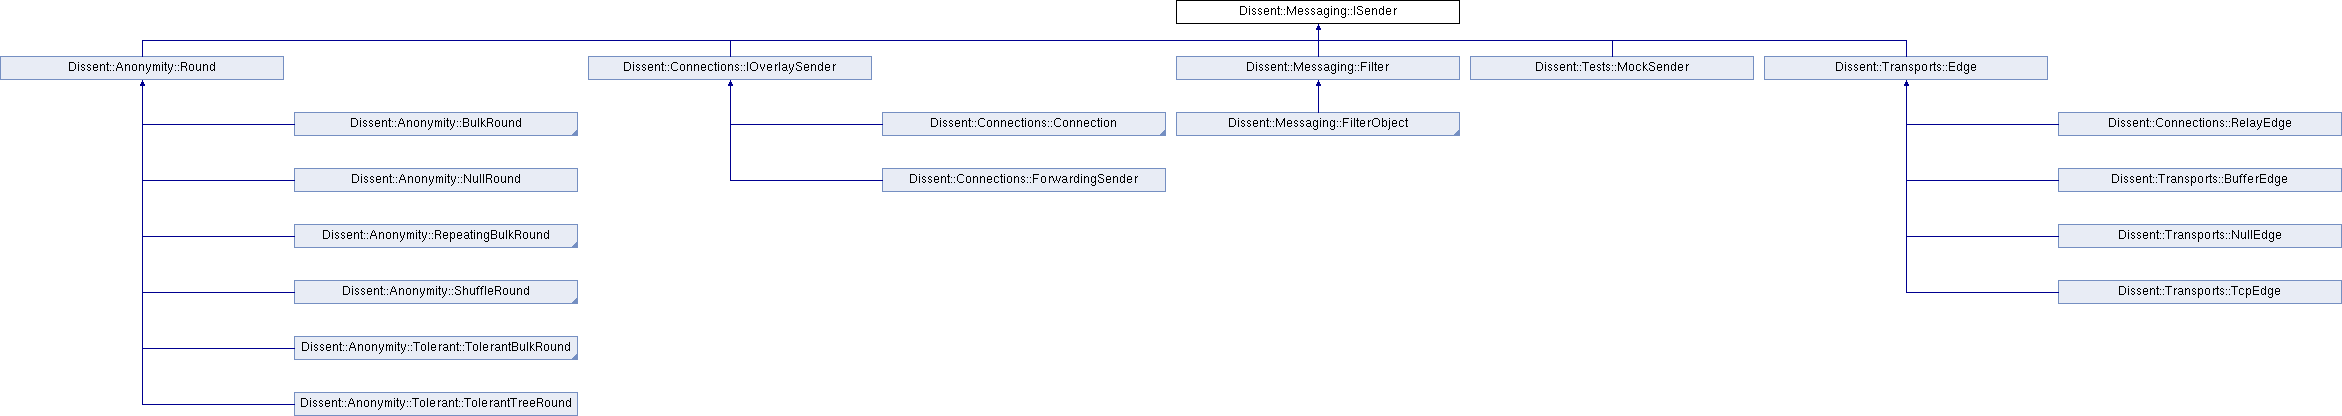 Dissent::Messaging::ISender
Dissent::Anonymity::Round
Dissent::Connections::IOverlaySender
Dissent::Messaging::Filter
Dissent::Tests::MockSender
Dissent::Transports::Edge
Dissent::Anonymity::BulkRound
Dissent::Connections::Connection
Dissent::Messaging::FilterObject
Dissent::Connections::RelayEdge
Dissent::Anonymity::NullRound
Dissent::Connections::ForwardingSender
Dissent::Transports::BufferEdge
Dissent::Anonymity::RepeatingBulkRound
Dissent::Transports::NullEdge
Dissent::Anonymity::ShuffleRound
Dissent::Transports::TcpEdge
Dissent::Anonymity::Tolerant::TolerantBulkRound
Dissent::Anonymity::Tolerant::TolerantTreeRound